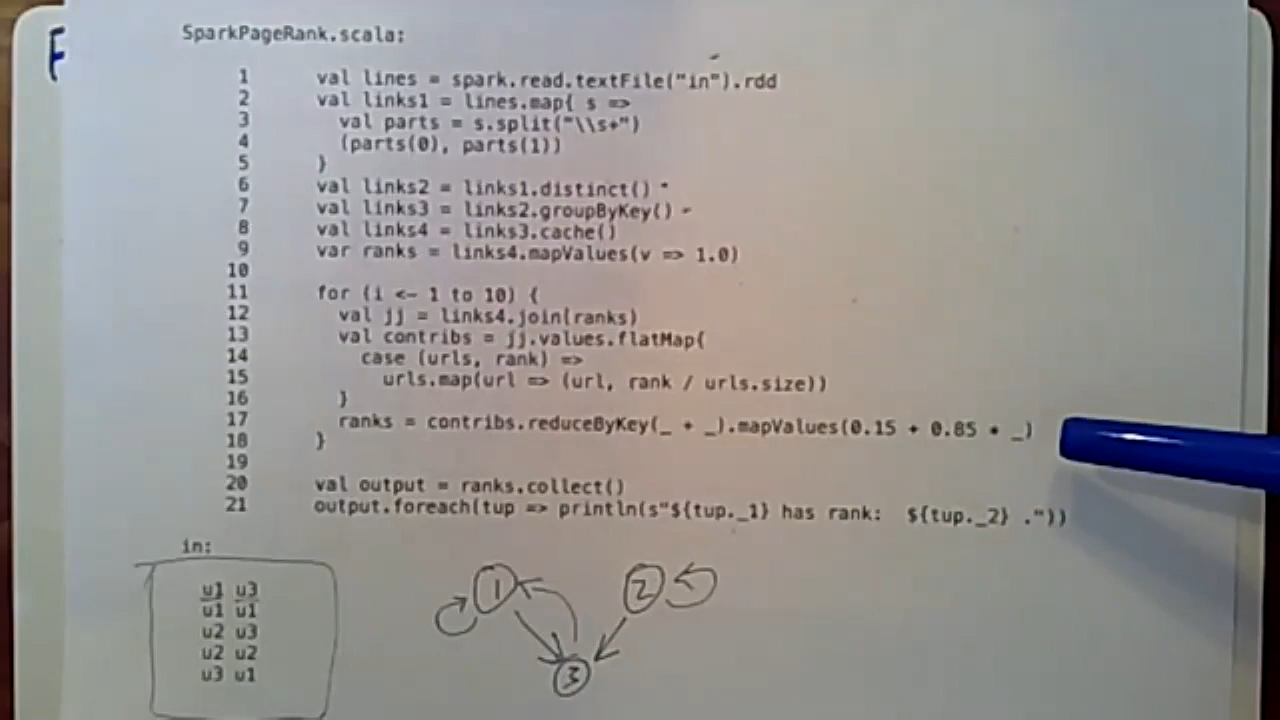 F
SparkPageRank.scala:
1 val lines = spark.read.textFile("in").rdd
2 val links1 = lines.map{ s =>
3 val parts = s.split("\\s+")
4 (parts(0), parts(1))
5 }
6 val links2 = links1.distinct()
7 val links3 = links2.groupByKey()
8 val links4 = links3.cache()
9 var ranks = links4.mapValues(v => 1.0)
10
11 for (i <- 1 to 10) {
12 val jj = links4.join(ranks)
13 val contribs = jj.values.flatMap{
14 case (urls, rank) =>
15 urls.map(url => (url, rank / urls.size))
16 }
17 ranks = contribs.reduceByKey(_ + _).mapValues(0.15 + 0.85 * _)
18 }
19
20 val output = ranks.collect()
21 output.foreach(tup => println(s"${tup._1} has rank: ${tup._2} ."))
in:
u1 u3
u1 u1
u2 u3
u2 u2
u3 u1
1 2
3